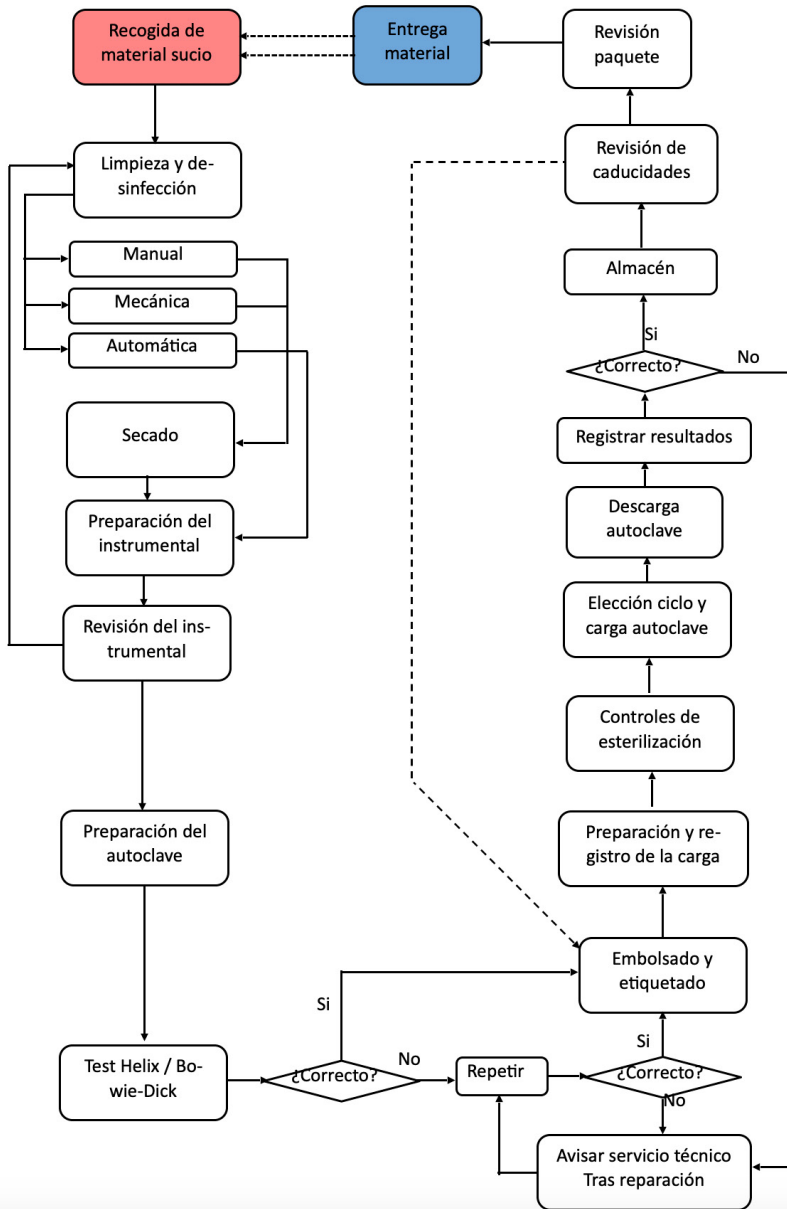 Recogida de
material sucio
Entrega
material
Revisión
paquete
Limpieza y de-
sinfección
Revisión de
caducidades
Manual
Mecánica
Automática
Almacén
Si
¿Correcto?
No
Secado
Registrar resultados
Preparación del
instrumental
Descarga
autoclave
Revisión del ins-
trumental
Elección ciclo y
carga autoclave
Controles de
esterilización
Preparación del
autoclave
Preparación y re-
gistro de la carga
Embolsado y
etiquetado
Si
Test Helix / Bo-
wie-Dick
¿Correcto?
No
Repetir
Si
¿Correcto?
No
Avisar servicio técnico
Tras reparación